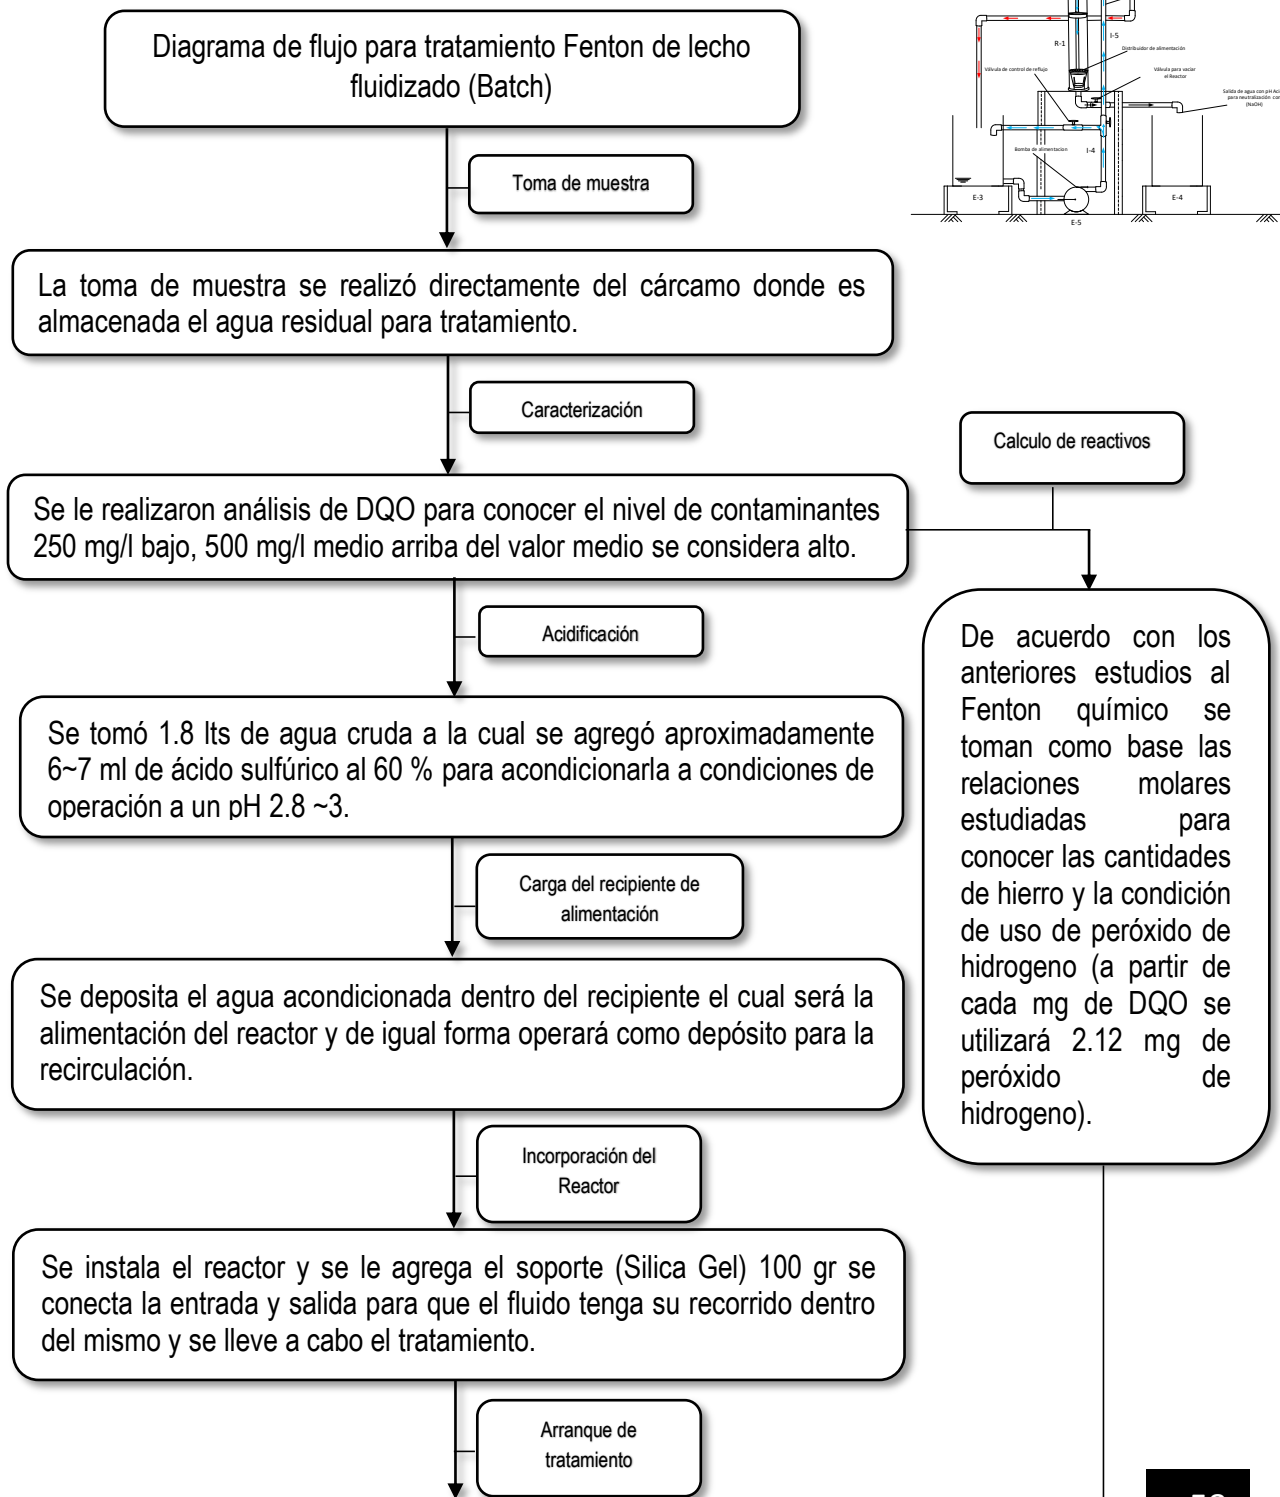 Diagrama de flujo para tratamiento Fenton de lecho
fluidizado (Batch)
R-1
I-5
Distribuidor de alimentación
Válvula de control de reflujo
Válvula para vaciar
el Reactor
Salida de agua con pH
para neutralización
(NaOH)
Bomba de alimentacion
I-4
E-3
E-4
E-5
Toma de muestra
La toma de muestra se realizó directamente del cárcamo donde es
almacenada el agua residual para tratamiento.
Caracterización
Calculo de reactivos
Se le realizaron análisis de DQO para conocer el nivel de contaminantes
250 mg/l bajo, 500 mg/l medio arriba del valor medio se considera alto.
Acidificación
De acuerdo con los
anteriores estudios al
Fenton químico se
toman como base las
relaciones molares
estudiadas para
conocer las cantidades
de hierro y la condición
de uso de peróxido de
hidrogeno (a partir de
cada mg de DQO se
utilizará 2.12 mg de
peróxido de
hidrogeno).
Se tomó 1.8 lts de agua cruda a la cual se agregó aproximadamente
6~7 ml de ácido sulfúrico al 60 % para acondicionarla a condiciones de
operación a un pH 2.8 ~3.
Carga del recipiente de
alimentación
Se deposita el agua acondicionada dentro del recipiente el cual será la
alimentación del reactor y de igual forma operará como depósito para la
recirculación.
Incorporación del
Reactor
Se instala el reactor y se le agrega el soporte (Silica Gel) 100 gr se
conecta la entrada y salida para que el fluido tenga su recorrido dentro
del mismo y se lleve a cabo el tratamiento.
Arranque de
tratamiento